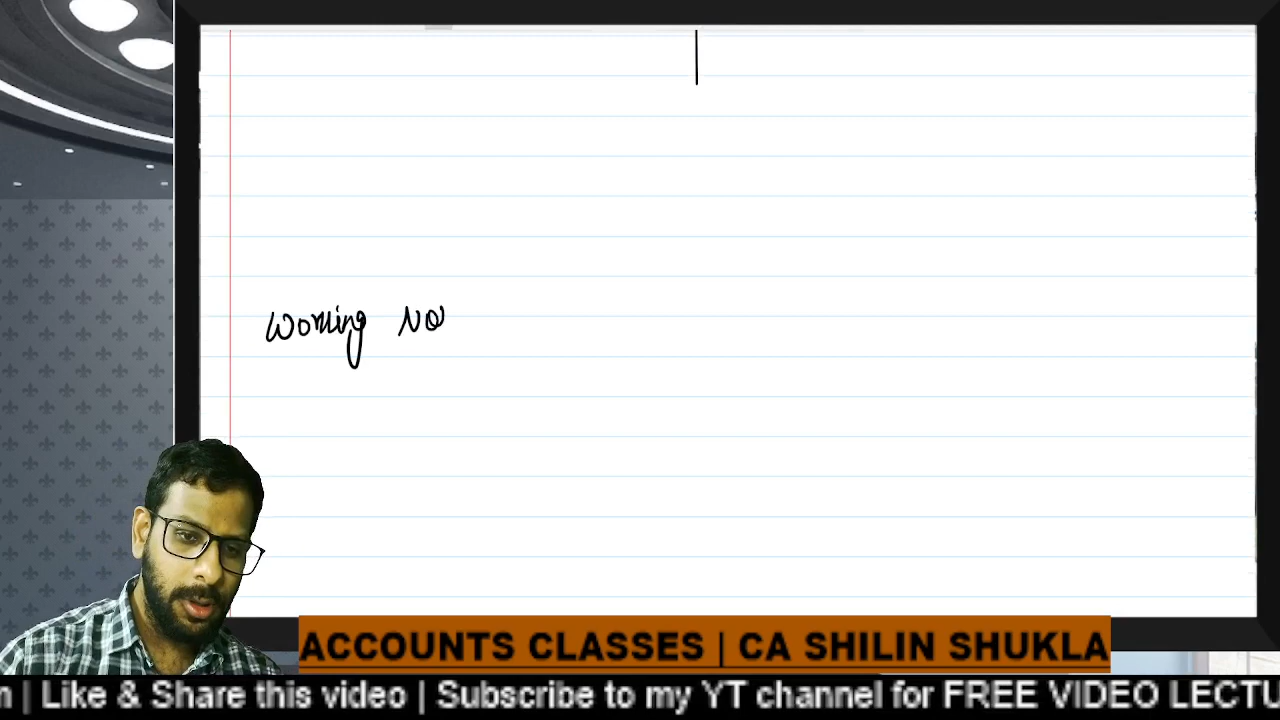 Working No
ACCOUNTS CLASSES | CA SHILIN SHUKLA
| Like & Share this video | Subscribe to my YT channel for FREE VIDEO